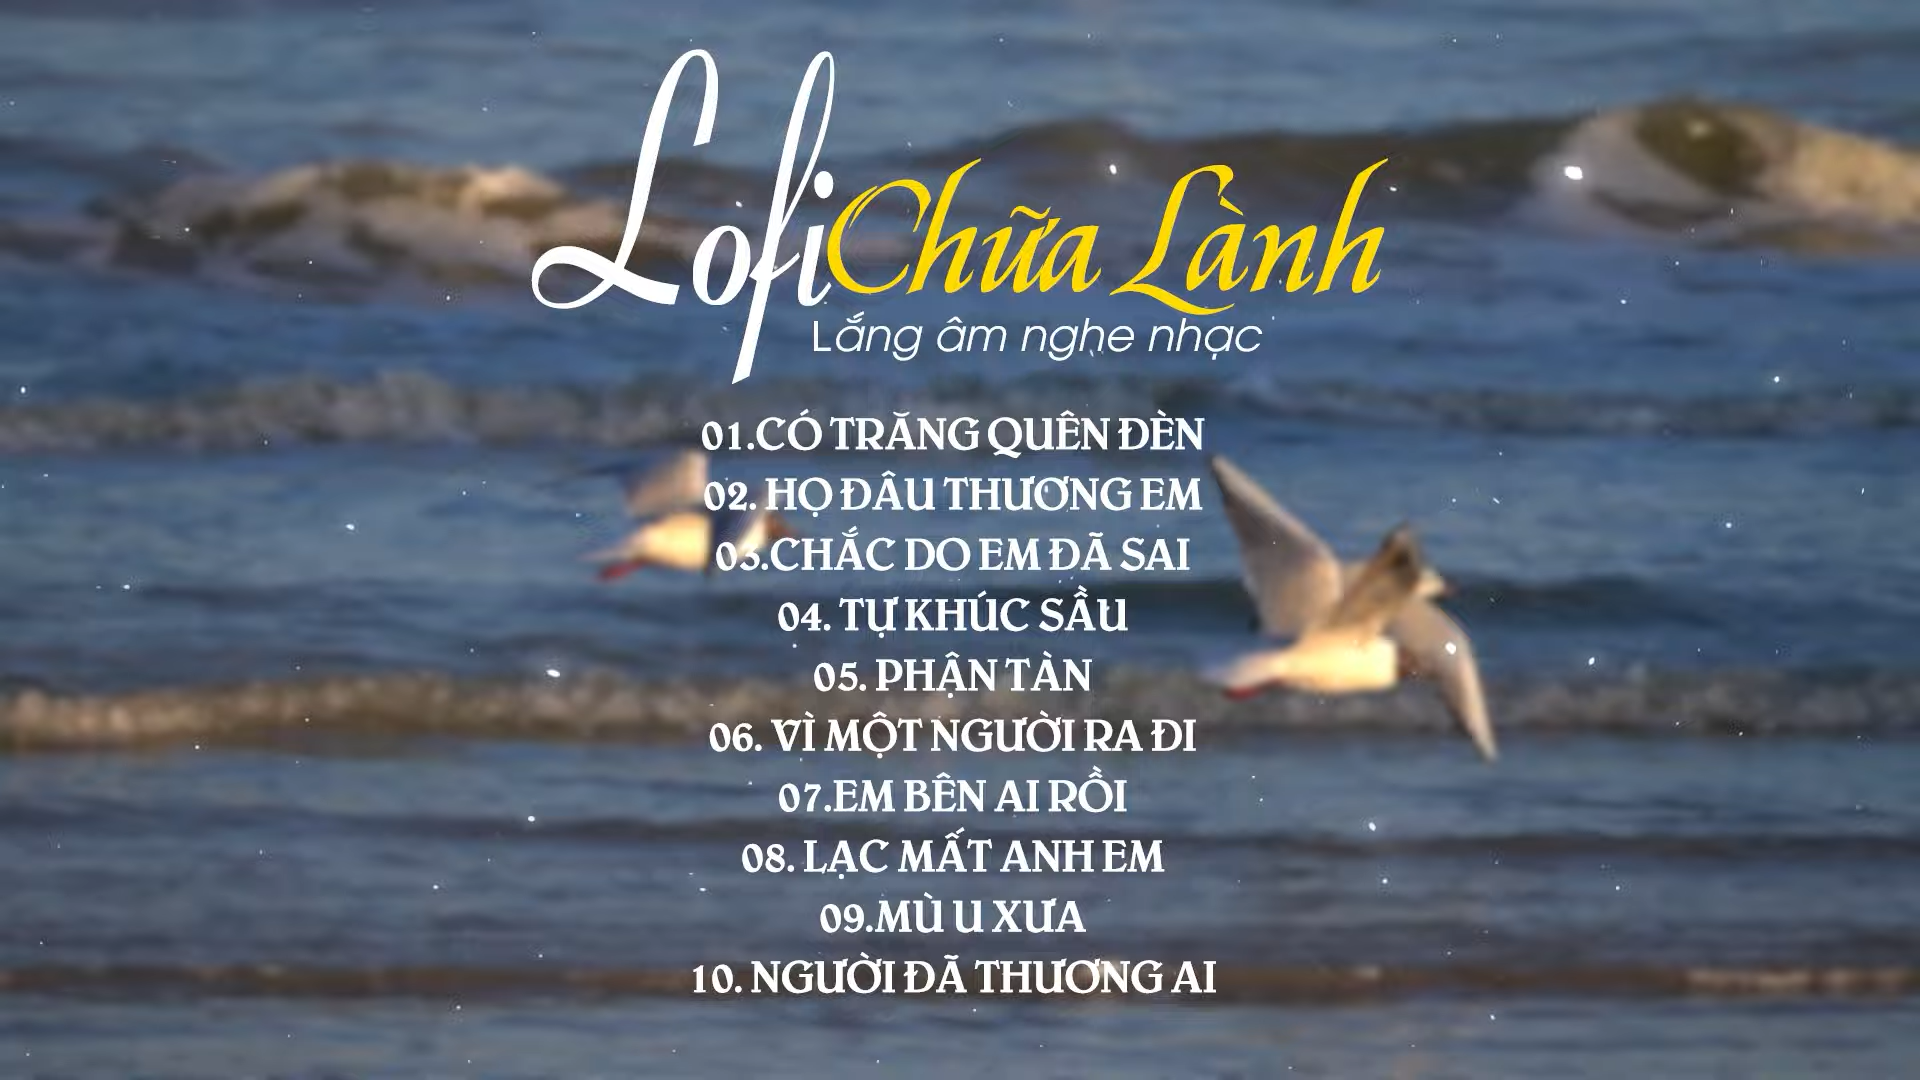 Lofi Chữa Lành
Lắng âm nghe nhạc
01.CÓ TRĂNG QUÊN ĐÈN
02. HỌ ĐÂU THƯƠNG EM
03.CHẮC DO EM ĐÃ SAI
04. TỰ KHÚC SẦU
05. PHẬN TÀN
06. VÌ MỘT NGƯỜI RA ĐI
07.EM BÊN AI RỒI
08. LẠC MẤT ANH EM
09.MÙ U XƯA
10. NGƯỜI ĐÃ THƯƠNG AI